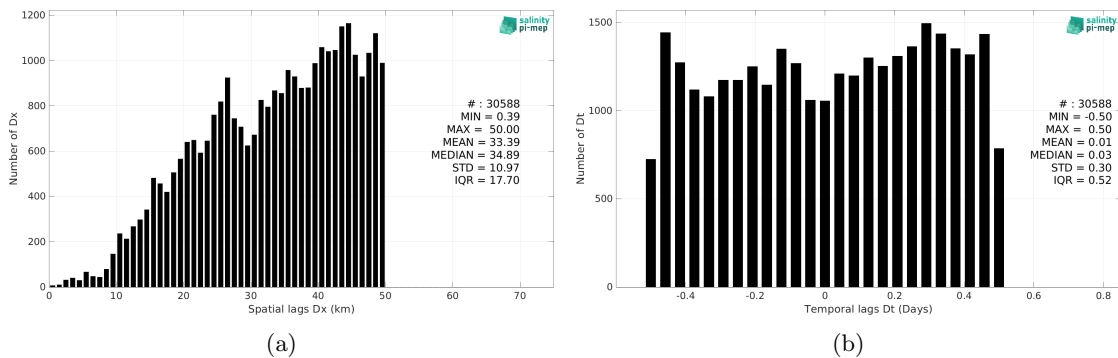 1200
1000
800
600
400
200
0
Number of Dx
0 10 20 30 40 50 60 70
Spatial lags Dx (km)
salinity
pi-mep
# : 30588
MIN = 0.39
MAX = 50.00
MEAN = 33.39
MEDIAN = 34.89
STD = 10.97
IQR = 17.70
(a)
1500
1000
500
0
Number of Dt
-0.4 -0.2 0 0.2 0.4 0.6 0.8
Temporal lags Dt (Days)
salinity
pi-mep
# : 30588
MIN = -0.50
MAX = 0.50
MEAN = 0.01
MEDIAN = 0.03
STD = 0.30
IQR = 0.52
(b)